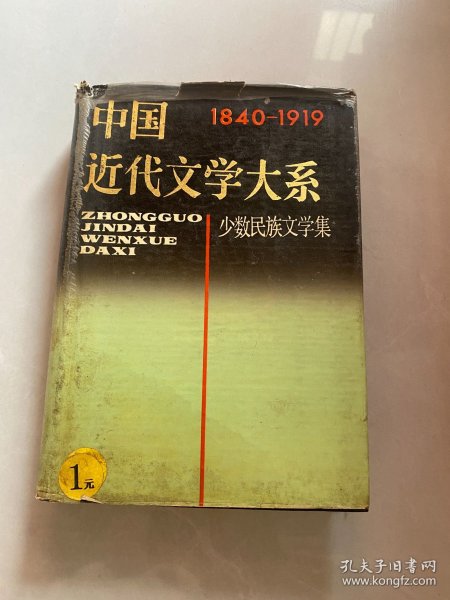 中国
1840-1919
近代文学大系
ZHONGGUO
JINDAI
WENXUE
DAXI
少数民族文学集
1元
孔夫子旧书网
www.kongfz.com